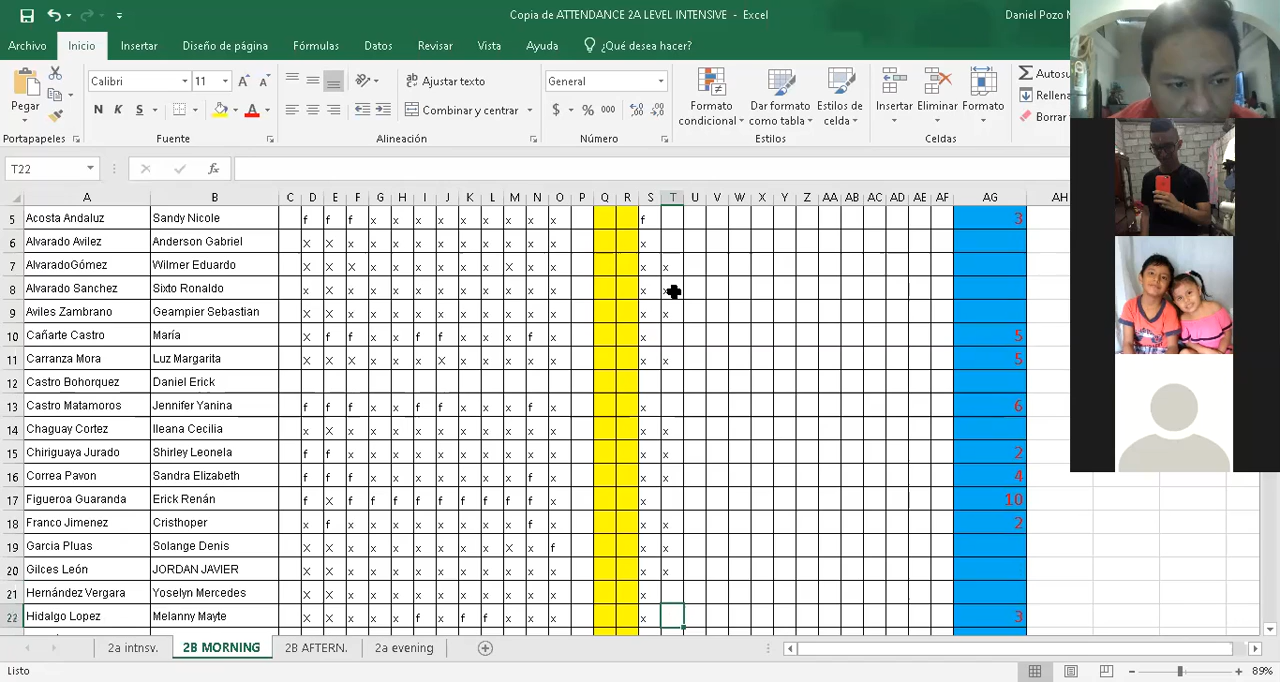 Copia de ATTENDANCE 2A LEVEL INTENSIVE - Excel Daniel Pozo
Archivo Inicio Insertar Diseño de página Fórmulas Datos Revisar Vista Ayuda ¿Qué desea hacer?
Pegar Calibri 11 Ajustar texto General Formato condicional Dar formato como tabla Estilos de celda Insertar Eliminar Formato
N K S Combinar y centrar $ % 000 Rellena
Borrar
Portapapeles Fuente Alineación Número Estilos Celdas
T22 fx
A B C D E F G H I J K L M N O P Q R S T U V W X Y Z AA AB AC AD AE AF AG AH
5 Acosta Andaluz Sandy Nicole f f f x x x x x x x x x f 3
6 Alvarado Avilez Anderson Gabriel X X x x x x x x x x x x x
7 AlvaradoGómez Wilmer Eduardo X X X x x x x x x X x x x x
8 Alvarado Sanchez Sixto Ronaldo X X x x x x x x x x x x x x
9 Aviles Zambrano Geampier Sebastian X X x x x x x x x x x x x x
10 Cañarte Castro María X f f x x f f x x x f x x 5
11 Carranza Mora Luz Margarita X X X x x x x x x x x x x x 5
12 Castro Bohorquez Daniel Erick
13 Castro Matamoros Jennifer Yanina f f f x x f f x x x f x x 6
14 Chaguay Cortez Ileana Cecilia x x x x x x x x x x x x x x
15 Chiriguaya Jurado Shirley Leonela f f x x x x x x x x x x x x 2
16 Correa Pavon Sandra Elizabeth f f f x x x x x x x f x x x 4
17 Figueroa Guaranda Erick Renán f X f f f f f f f f f x x 10
18 Franco Jimenez Cristhoper x f x x x x x x x x f x x x 2
19 Garcia Pluas Solange Denis X X x x x x x x x X x f x x
20 Gilces León JORDAN JAVIER X X x x x x x x x x x x x x
21 Hernández Vergara Yoselyn Mercedes X X x x x x x x x x x x x
22 Hidalgo Lopez Melanny Mayte X X x x x f x f f x x x x 3
2a intnsv. 2B MORNING 2B AFTERN. 2a evening
Listo 89%